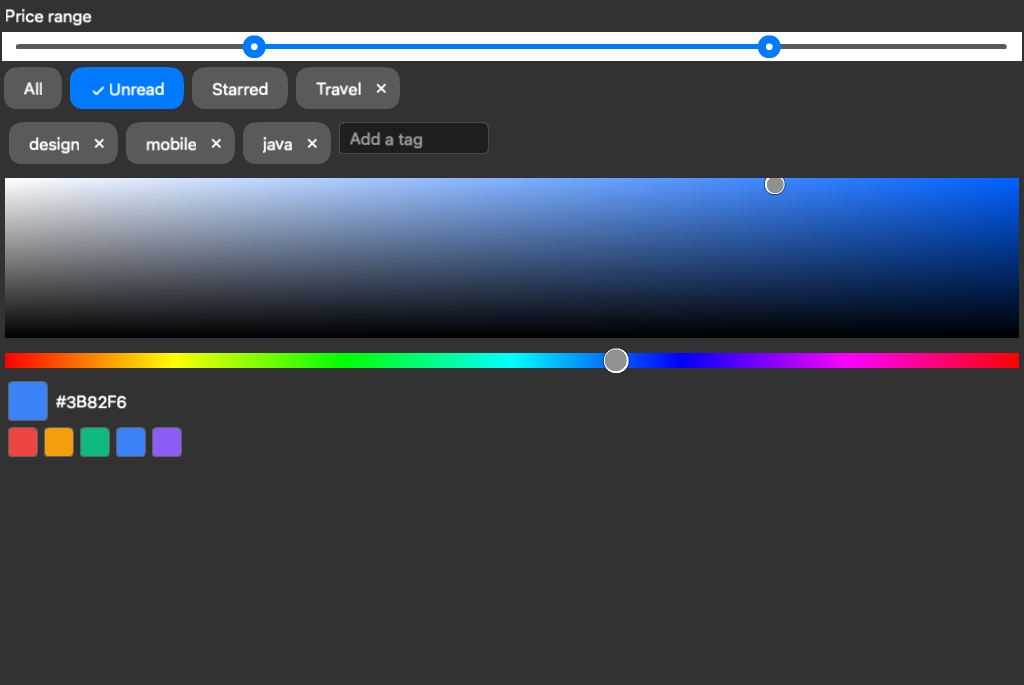 Price range
All Unread Starred Travel ×
design × mobile × java × Add a tag
#3B82F6